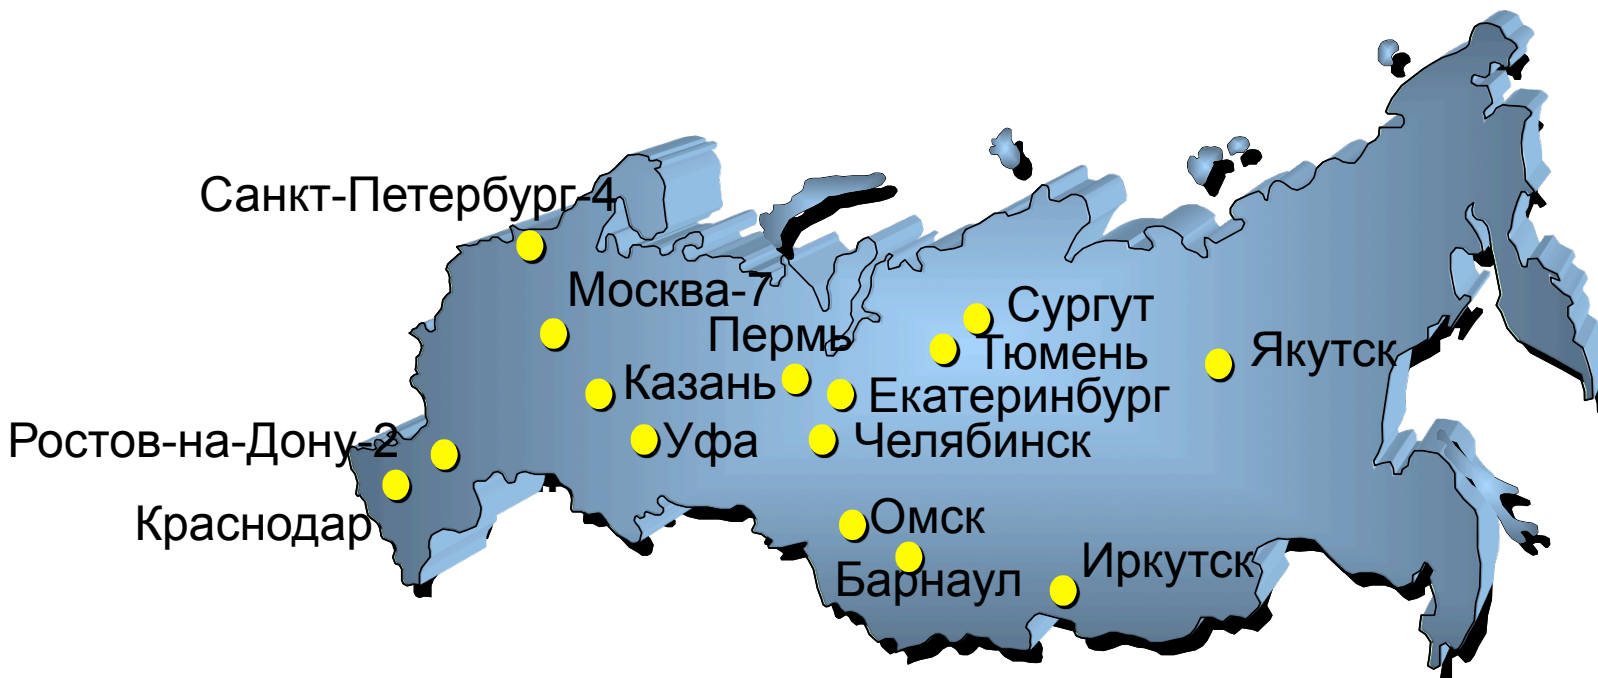 Санкт-Петербург-4
Москва-7
Сургут
Пермь
Тюмень
Якутск
Казань
Екатеринбург
Ростов-на-Дону-2
Уфа
Челябинск
Краснодар
Омск
Иркутск
Барнаул